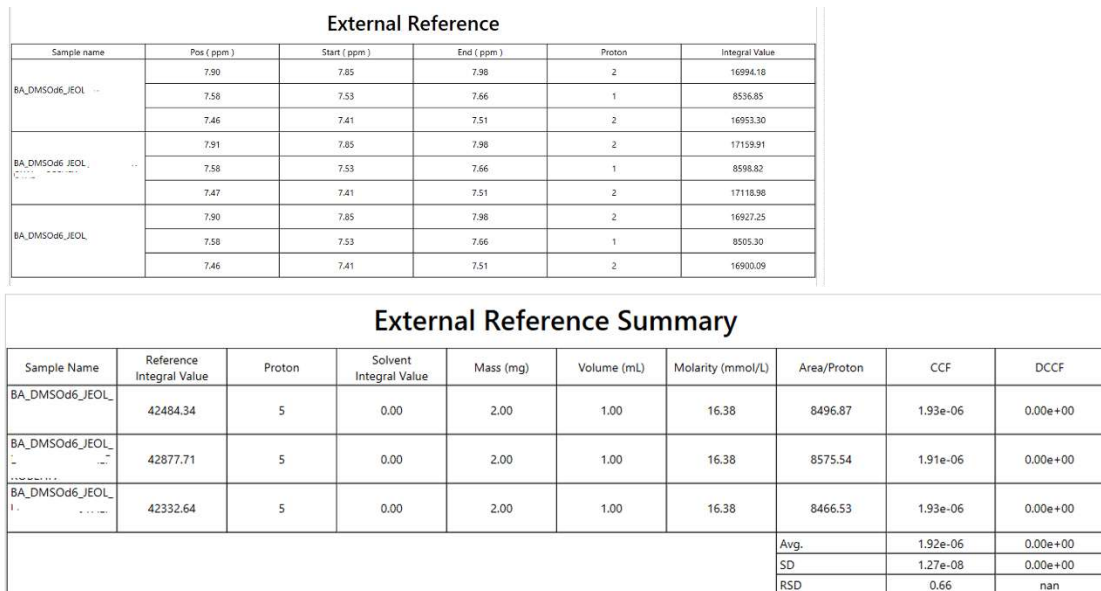 External Reference
Sample name Pos ( ppm ) Start ( ppm ) End ( ppm ) Proton Integral Value
BA_DMSOd6_JEOL 7.90 7.85 7.98 2 16994.18
7.58 7.53 7.66 1 8536.85
7.46 7.41 7.51 2 16953.30
BA_DMSOd6 JEOL 7.91 7.85 7.98 2 17159.91
7.58 7.53 7.66 1 8598.82
7.47 7.41 7.51 2 17118.98
BA_DMSOd6_JEOL 7.90 7.85 7.98 2 16927.25
7.58 7.53 7.66 1 8505.30
7.46 7.41 7.51 2 16900.09
External Reference Summary
Sample Name Reference Integral Value Proton Solvent Integral Value Mass (mg) Volume (mL) Molarity (mmol/L) Area/Proton CCF DCCF
BA_DMSOd6_JEOL_ 42484.34 5 0.00 2.00 1.00 16.38 8496.87 1.93e-06 0.00e+00
BA_DMSOd6_JEOL_ 42877.71 5 0.00 2.00 1.00 16.38 8575.54 1.91e-06 0.00e+00
BA_DMSOd6_JEOL_ 42332.64 5 0.00 2.00 1.00 16.38 8466.53 1.93e-06 0.00e+00
Avg. 1.92e-06 0.00e+00
SD 1.27e-08 0.00e+00
RSD 0.66 nan